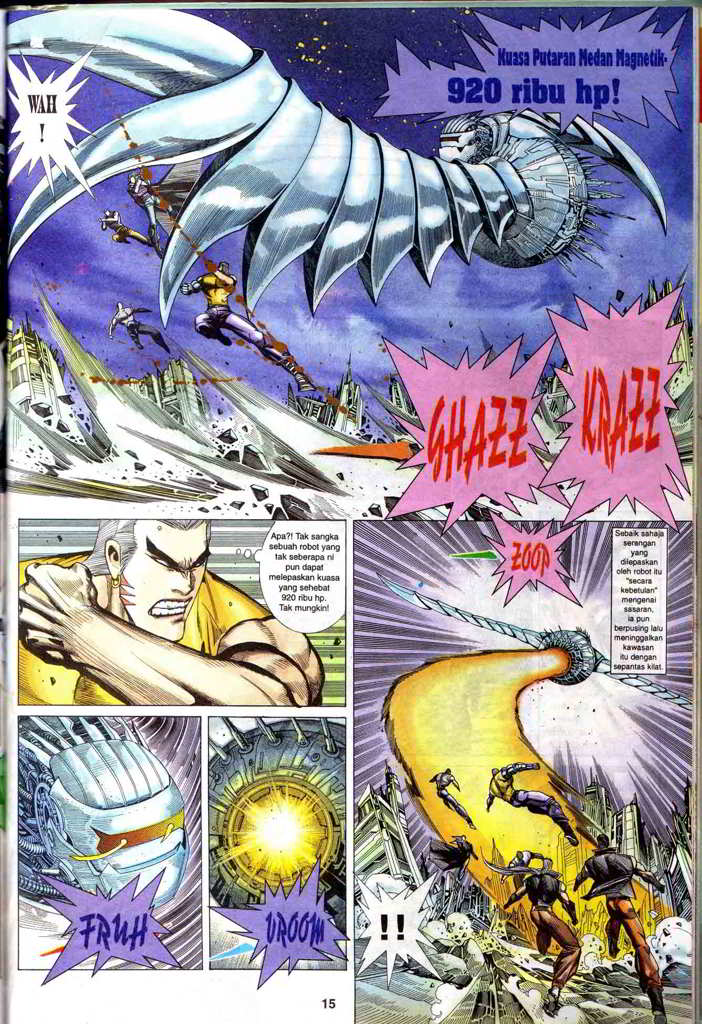 Kuasa Putaran Medan Magnetik-
920 ribu hp!
WAH
!
GHAZZ
KRAZZ
Apa?! Tak sangka
sebuah robot yang
tak seberapa ni
pun dapat
melepaskan kuasa
yang sehebat
920 ribu hp.
Tak mungkin!
ZOOP
Sebaik sahaja
serangan
yang
dilepaskan
oleh robot itu
"secara
kebetulan"
mengenai
sasaran,
ia pun
berpusing lalu
meninggalkan
kawasan
itu dengan
sepantas kilat.
FRUH
VROOM
!!
15